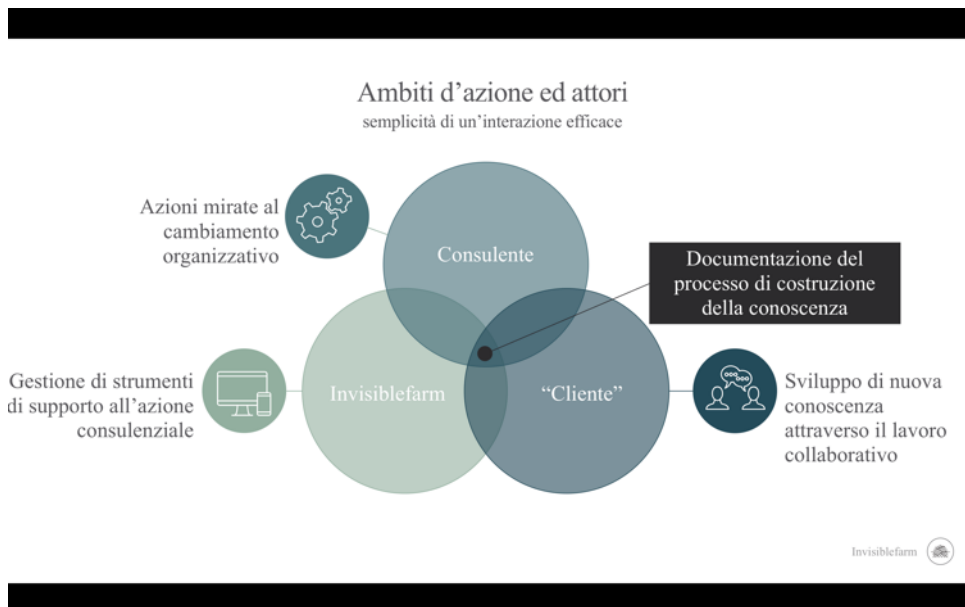 Ambiti d’azione ed attori
semplicità di un’interazione efficace
Azioni mirate al
cambiamento
organizzativo
Consulente
Documentazione del
processo di costruzione
della conoscenza
Gestione di strumenti
di supporto all’azione
consulenziale
Invisiblefarm
“Cliente”
Sviluppo di nuova
conoscenza
attraverso il lavoro
collaborativo
Invisiblefarm